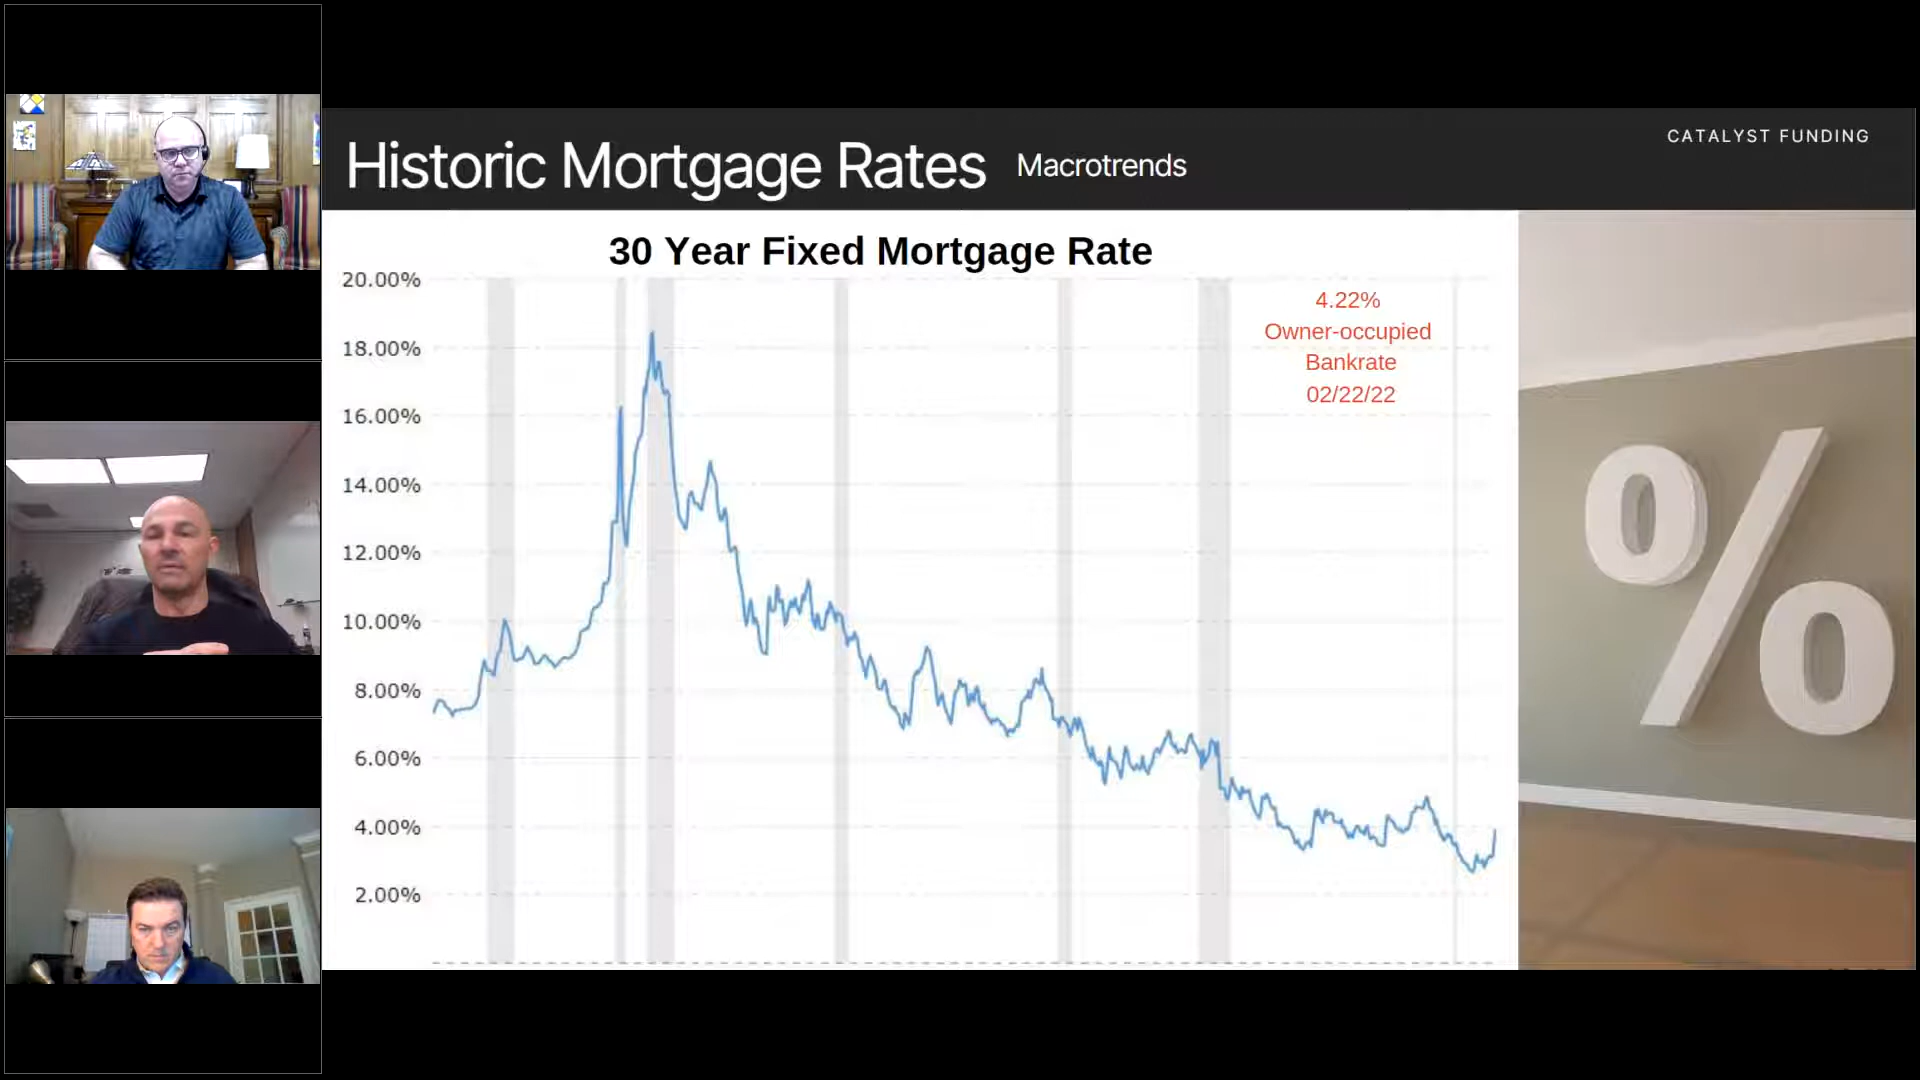 CATALYST FUNDING
Historic Mortgage Rates Macrotrends
30 Year Fixed Mortgage Rate
20.00%
18.00%
16.00%
14.00%
12.00%
10.00%
8.00%
6.00%
4.00%
2.00%
4.22%
Owner-occupied
Bankrate
02/22/22
%